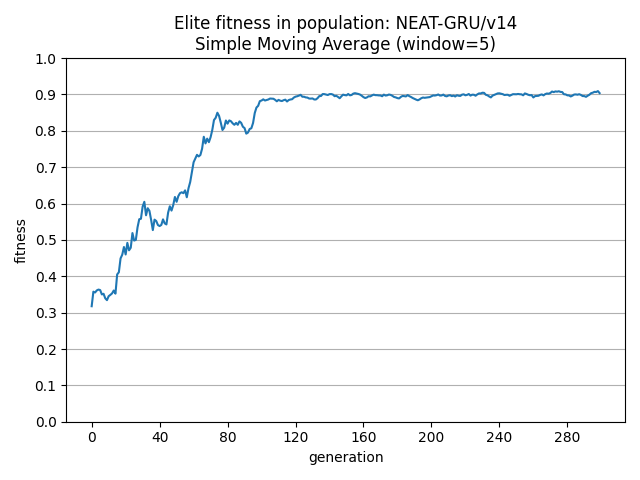 Elite fitness in population: NEAT-GRU/v14
Simple Moving Average (window=5)
1.0
0.9
0.8
0.7
0.6
0.5
0.4
0.3
0.2
0.1
0.0
fitness
0 40 80 120 160 200 240 280
generation